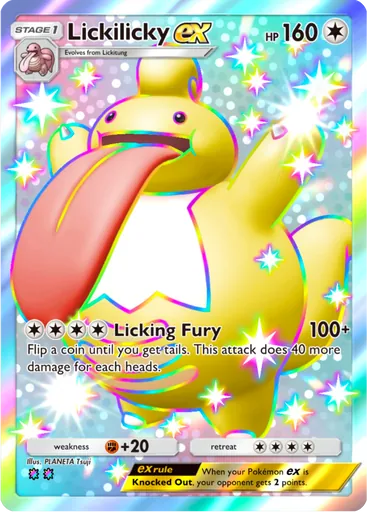 STAGE 1
Lickilicky ex
HP 160
Evolves from Lickitung
Licking Fury 100+
Flip a coin until you get tails. This attack does 40 more
damage for each heads.
weakness +20 retreat
Illus. PLANETA Tsuji
ex rule When your Pokémon ex is
Knocked Out, your opponent gets 2 points.